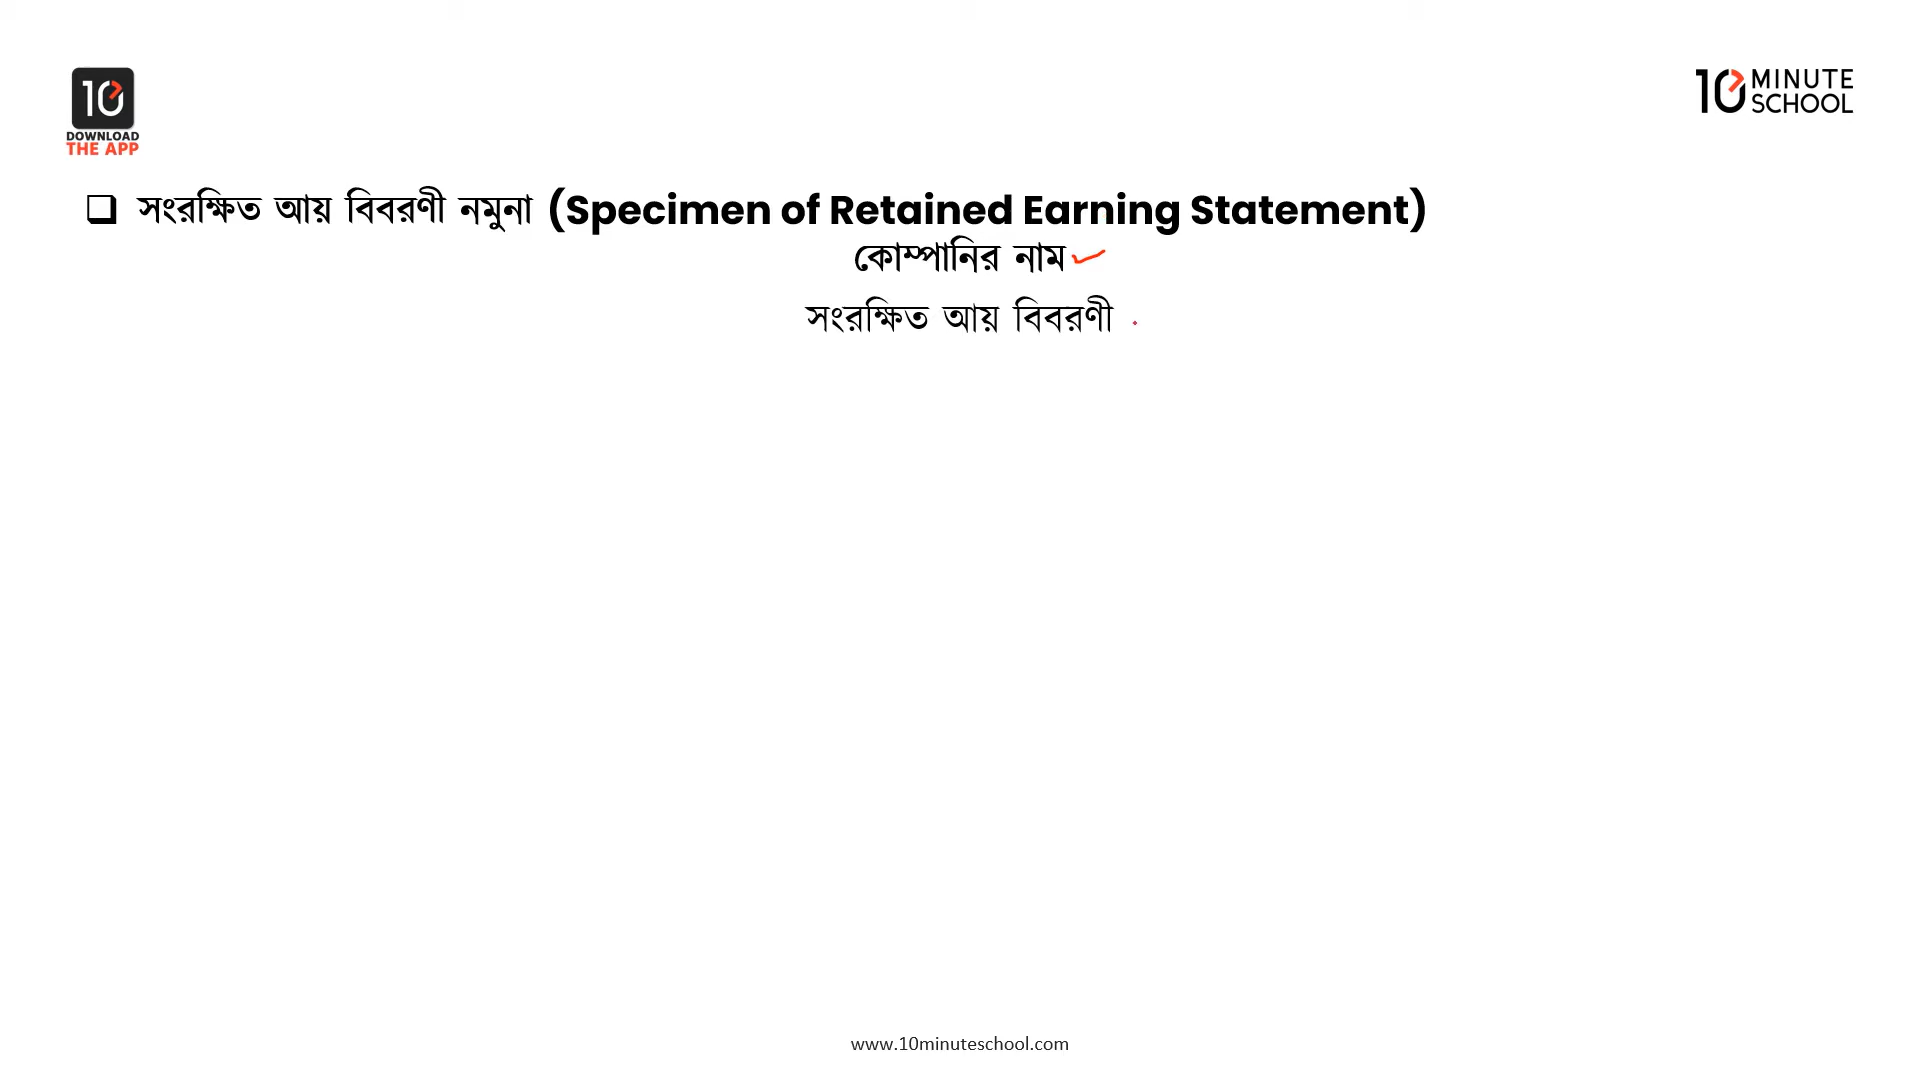 10
DOWNLOAD
THE APP
10 MINUTE
SCHOOL
সংরক্ষিত আয় বিবরণী নমুনা (Specimen of Retained Earning Statement)
কোম্পানির নাম
সংরক্ষিত আয় বিবরণী
www.10minuteschool.com